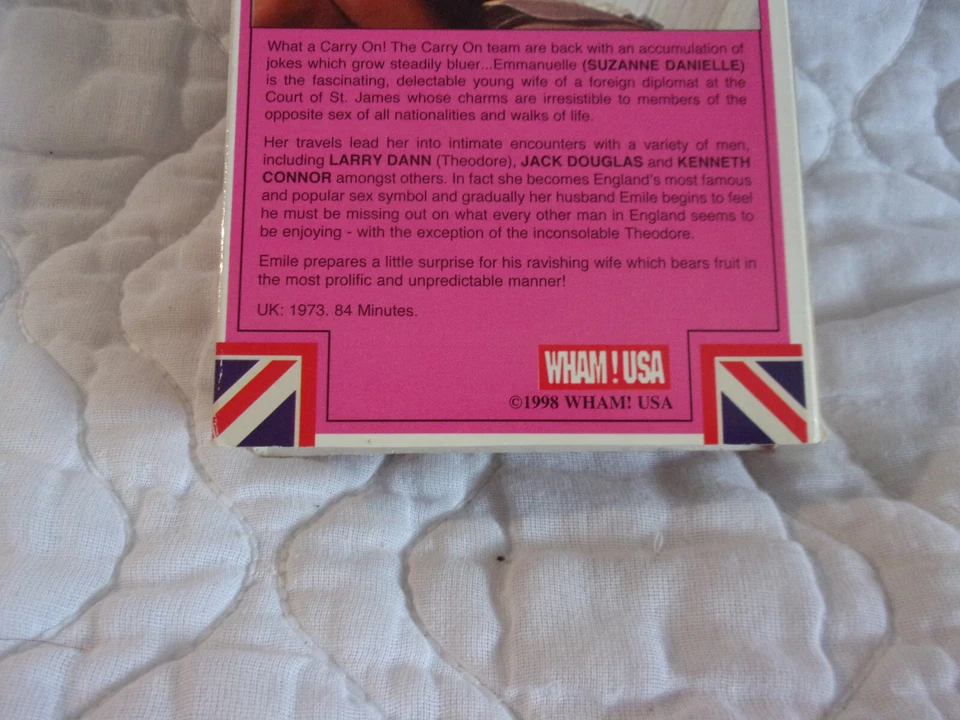 What a Carry On! The Carry On team are back with an accumulation of
jokes which grow steadily bluer...Emmanuelle (SUZANNE DANIELLE)
is the fascinating, delectable young wife of a foreign diplomat at the
Court of St. James whose charms are irresistible to members of the
opposite sex of all nationalities and walks of life.
Her travels lead her into intimate encounters with a variety of men,
including LARRY DANN (Theodore), JACK DOUGLAS and KENNETH
CONNOR amongst others. In fact she becomes England's most famous
and popular sex symbol and gradually her husband Emile begins to feel
he must be missing out on what every other man in England seems to
be enjoying - with the exception of the inconsolable Theodore.
Emile prepares a little surprise for his ravishing wife which bears fruit in
the most prolific and unpredictable manner!
UK: 1973. 84 Minutes.
WHAM! USA
©1998 WHAM! USA